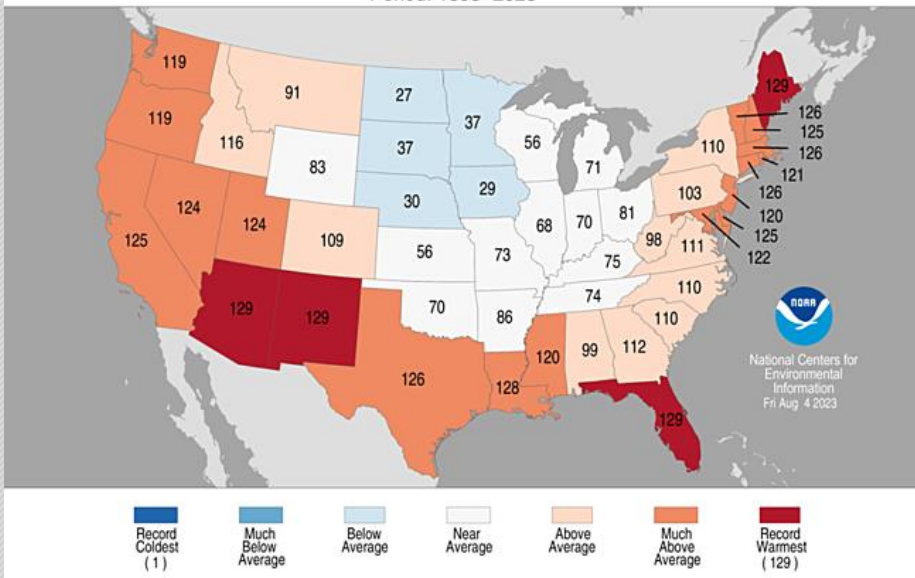 119
91
27
37
129
126
119
116
37
56
125
110
126
83
71
121
30
29
103
126
124
124
81
120
68
70
125
109
98
111
125
56
73
75
122
110
74
129
129
70
86
110
NOAA
99
112
120
National Centers for
Environmental
Information
Fri Aug 4 2023
126
128
129
Record
Coldest
( 1 )
Much
Below
Average
Below
Average
Near
Average
Above
Average
Much
Above
Average
Record
Warmest
( 129 )